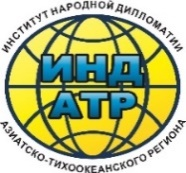 ИНСТИТУТ НАРОДНОЙ ДИПЛОМАТИИ
ИНД
АТР
АЗИАТСКО-ТИХООКЕАНСКОГО РЕГИОНА